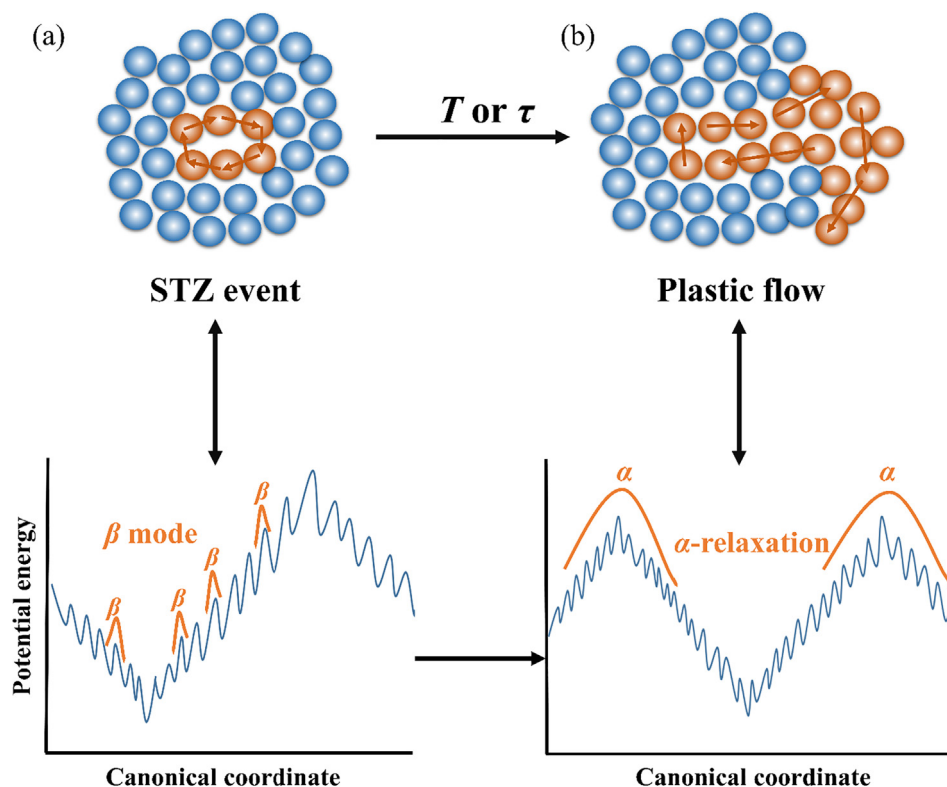 (a)
(b)
T or τ
STZ event
Plastic flow
β
β mode
β
β
β
α
α
α-relaxation
Potential energy
Canonical coordinate
Canonical coordinate